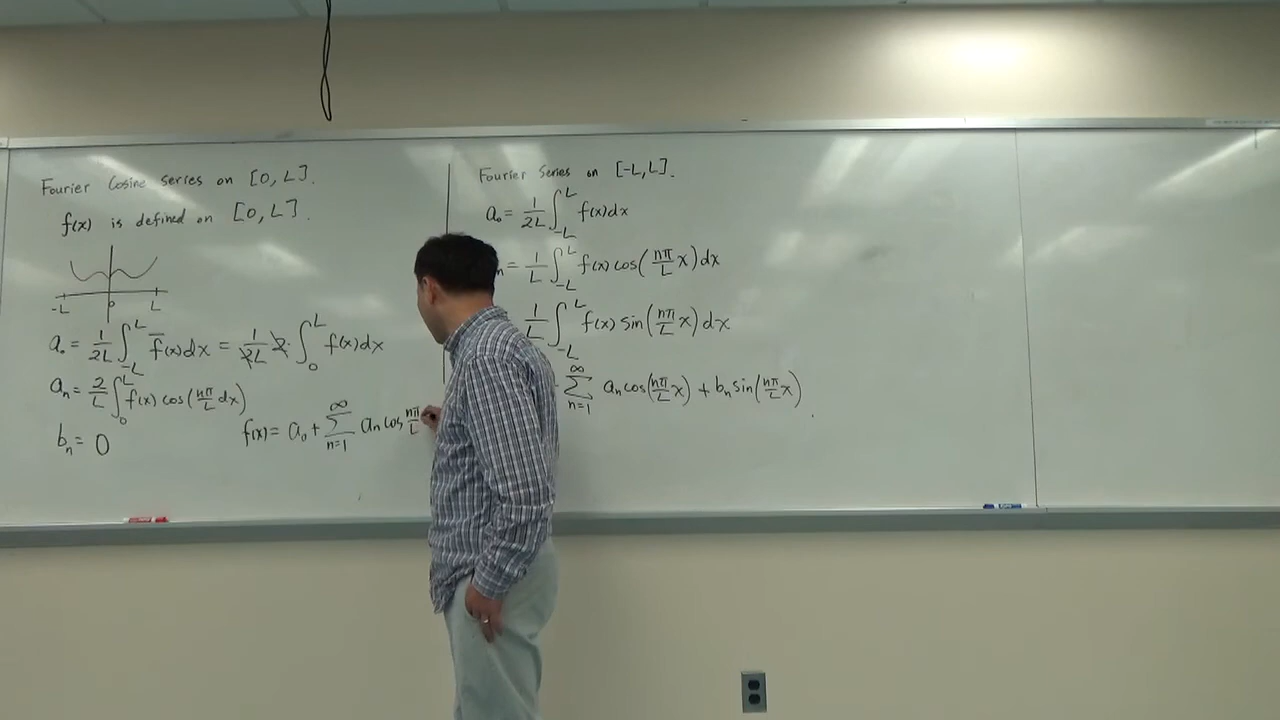 Fourier Cosine series on [0, L].
f(x) is defined on [0, L].
-L 0 L
a₀ = 1/2L ∫_{-L}^{L} f̅(x)dx = 1/2L 2· ∫_0^L f(x)dx
aₙ = 2/L ∫_0^L f(x) cos(nπ/L dx)
bₙ = 0
f(x) = a₀ + ∑_{n=1}^∞ aₙ cos nπ/L
Fourier Series on [-L, L].
a₀ = 1/2L ∫_{-L}^{L} f(x)dx
n = 1/L ∫_{-L}^{L} f(x) cos(nπ/L x)dx
1/L ∫_{-L}^{L} f(x) sin(nπ/L x)dx
∑_{n=1}^∞ aₙ cos(nπ/L x) + bₙ sin(nπ/L x).